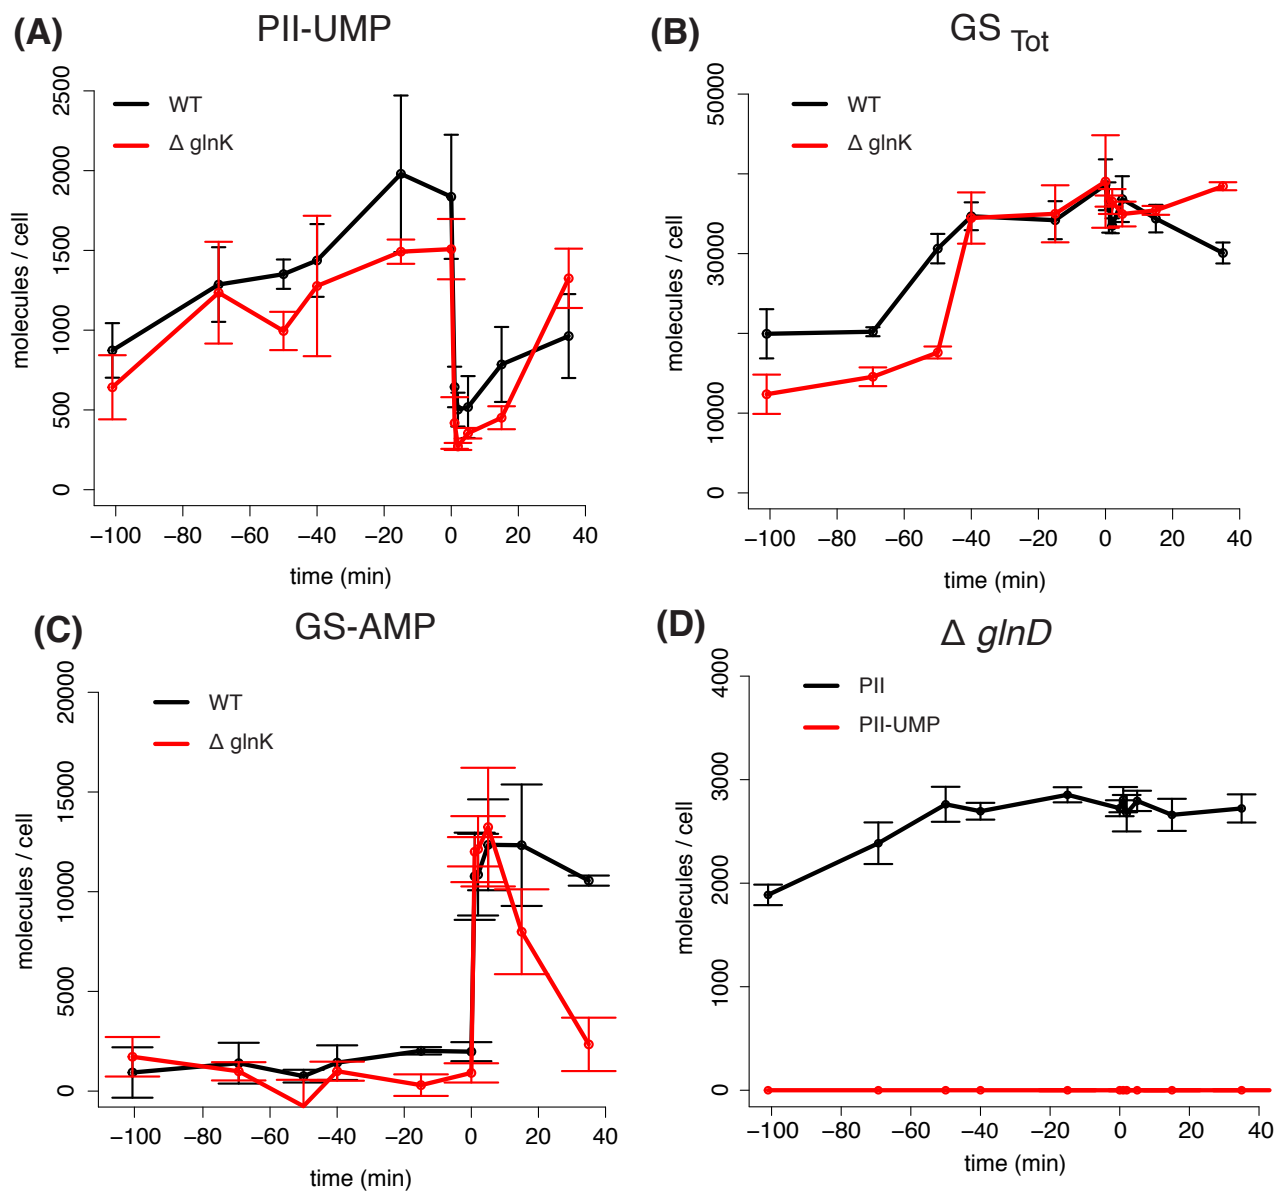 (A) PII-UMP
molecules / cell
2500
2000
1500
1000
500
0
WT
Δ glnK
−100 −80 −60 −40 −20 0 20 40
time (min)
(B) GS Tot
molecules / cell
50000
30000
10000
0
WT
Δ glnK
−100 −80 −60 −40 −20 0 20 40
time (min)
(C) GS-AMP
molecules / cell
20000
15000
10000
5000
0
WT
Δ glnK
−100 −80 −60 −40 −20 0 20 40
time (min)
(D) Δ glnD
molecules / cell
4000
3000
2000
1000
0
PII
PII-UMP
−100 −80 −60 −40 −20 0 20 40
time (min)